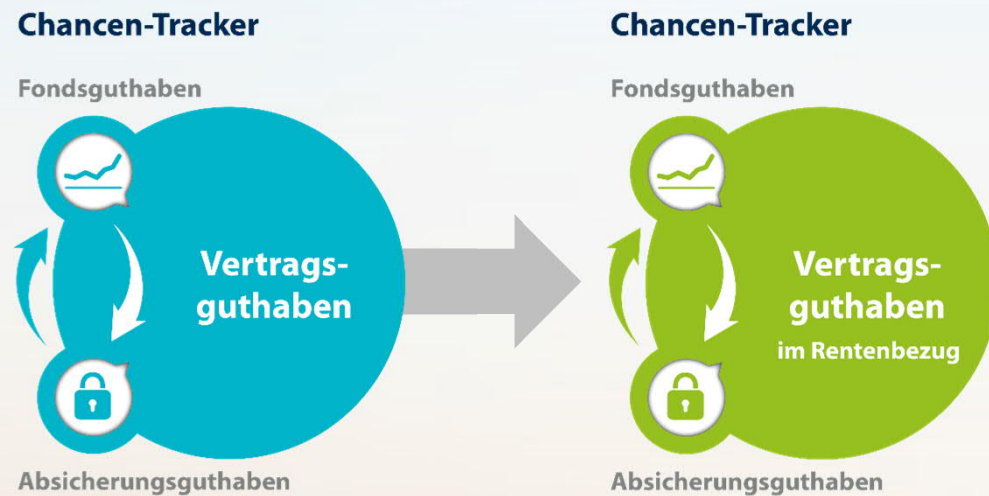 Chancen-Tracker
Fondsguthaben
Vertrags-
guthaben
Absicherungsguthaben
Chancen-Tracker
Fondsguthaben
Vertrags-
guthaben
im Rentenbezug
Absicherungsguthaben